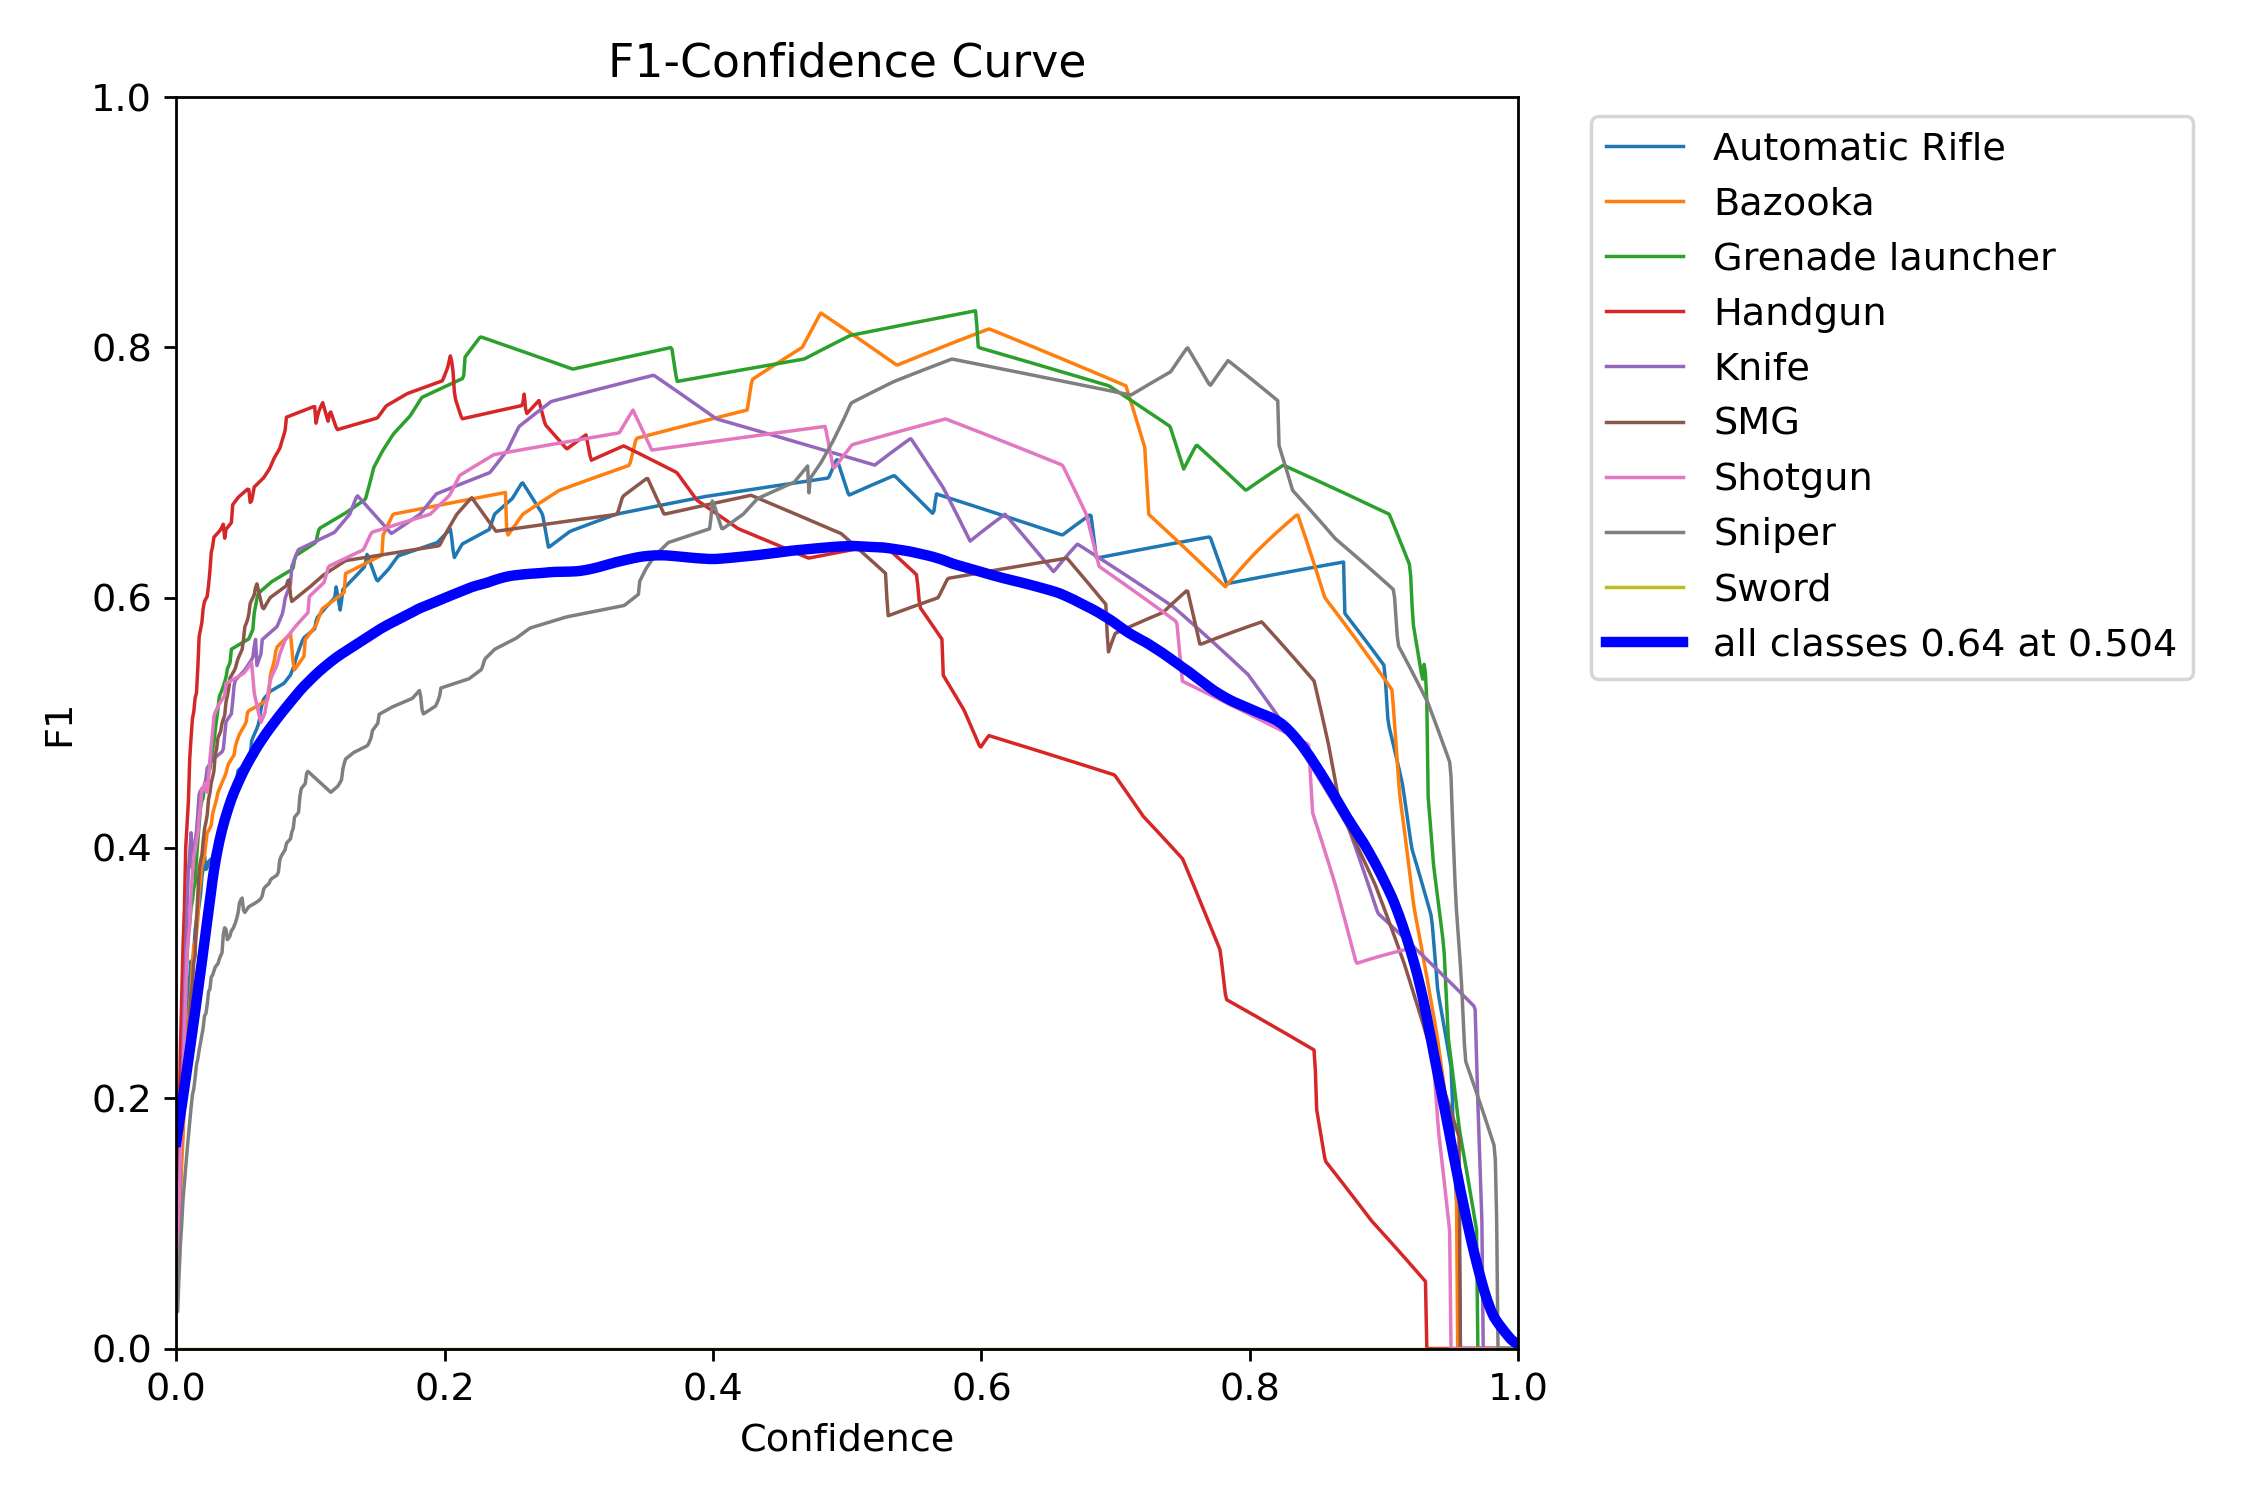 F1-Confidence Curve
1.0
0.8
0.6
0.4
0.2
0.0
F1
0.0 0.2 0.4 0.6 0.8 1.0
Confidence
Automatic Rifle
Bazooka
Grenade launcher
Handgun
Knife
SMG
Shotgun
Sniper
Sword
all classes 0.64 at 0.504